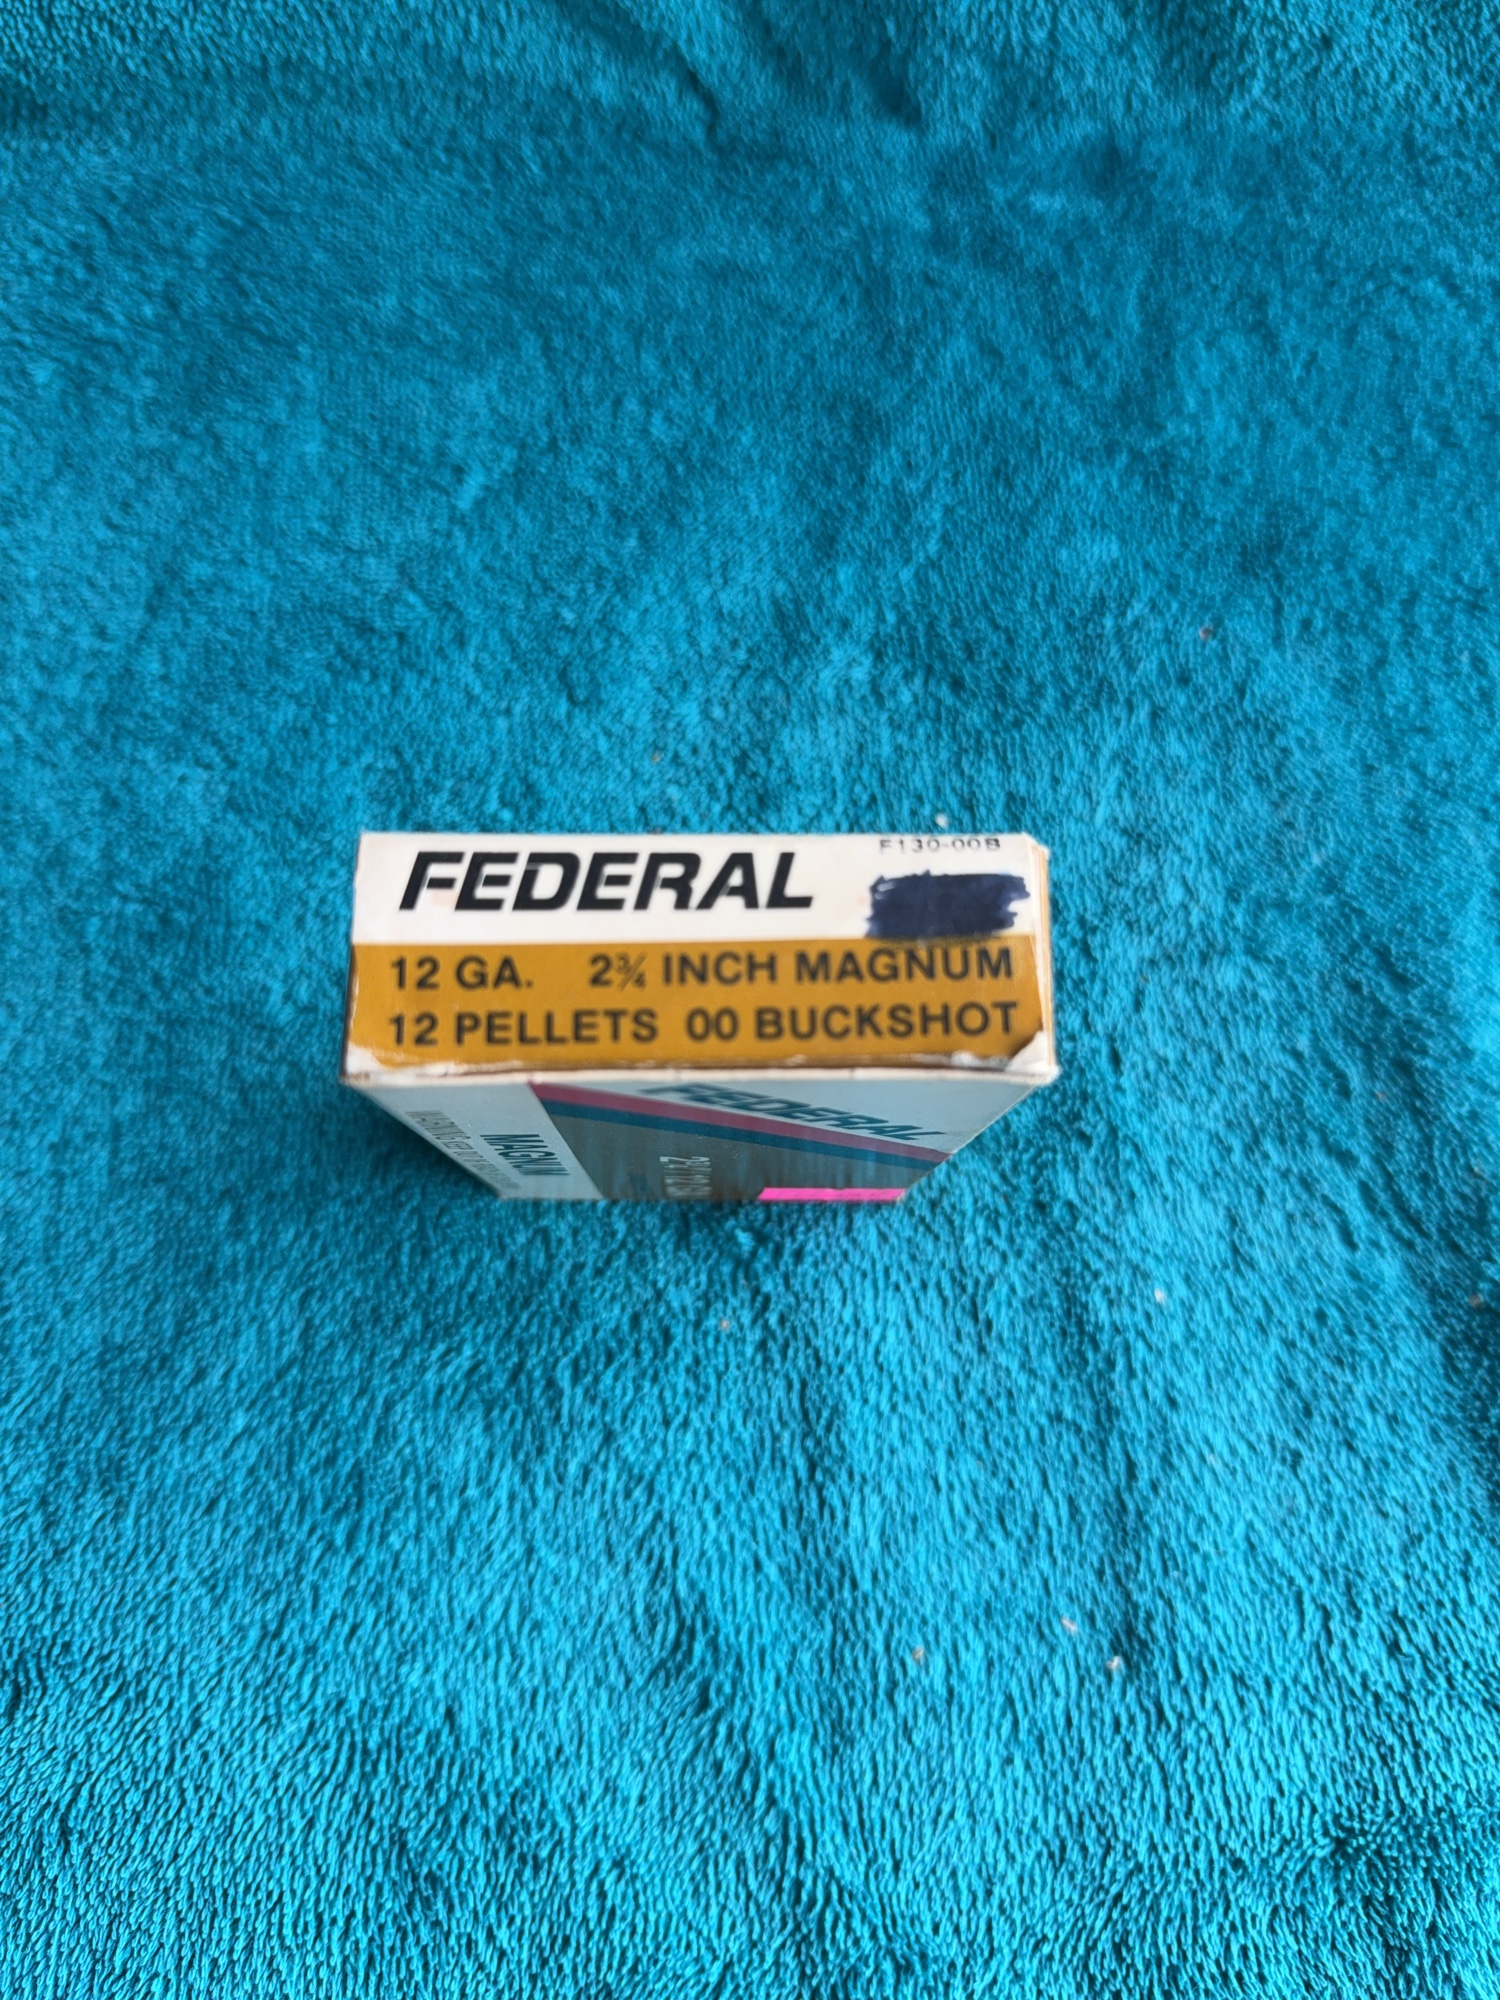 FEDERAL F130-00B
12 GA. 2¾ INCH MAGNUM
12 PELLETS 00 BUCKSHOT
FEDERAL
MAGNUM